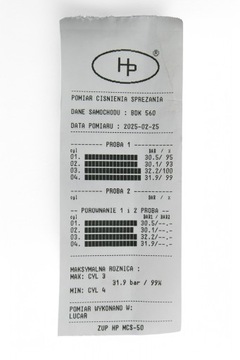 HP ®
POMIAR CISNIENIA SPREZANIA
DANE SAMOCHODU : BOK 560
DATA POMIARU : 2025-02-25
PROBA 1
cyl BAR / %
01. 30.5/ 95
02. 30.1/ 93
03. 32.2/100
04. 31.9/ 99
PROBA 2
-- POROWNANIE 1 i 2 PROBA --
cyl BAR1 / BAR2
01. 30.5/--.-
02. 30.1/--.-
03. 32.2/--.-
04. 31.9/--.-
MAKSYMALNA ROZNICA :
MAX: CYL 3
31.9 bar / 99%
MIN: CYL 4
POMIAR WYKONANO W:
LUCAR
ZUP HP MCS-50